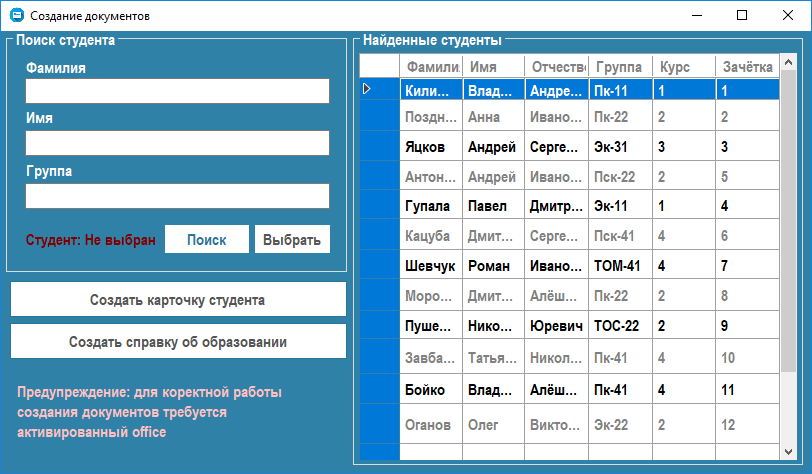 Создание документов
Поиск студента
Фамилия
Имя
Группа
Студент: Не выбран Поиск Выбрать
Создать карточку студента
Создать справку об образовании
Предупреждение: для коректной работы
создания документов требуется
активированный office
Найденные студенты
Фамили: Имя Отчество Группа Курс Зачётка
Кили... Влад... Андре... Пк-11 1 1
Поздн... Анна Ивано... Пк-22 2 2
Яцков Андрей Серге... Эк-31 3 3
Антон... Андрей Ивано... Пск-22 2 5
Гупала Павел Дмитр... Эк-11 1 4
Кацуба Дмит... Серге... Пск-41 4 6
Шевчук Роман Ивано... ТОМ-41 4 7
Моро... Дмит... Алёш... Пк-22 2 8
Пуше... Нико... Юревич ТОС-22 2 9
Завба... Татья... Никол... Пк-41 4 10
Бойко Влад... Алёш... Пк-41 4 11
Оганов Олег Викто... Эк-22 2 12